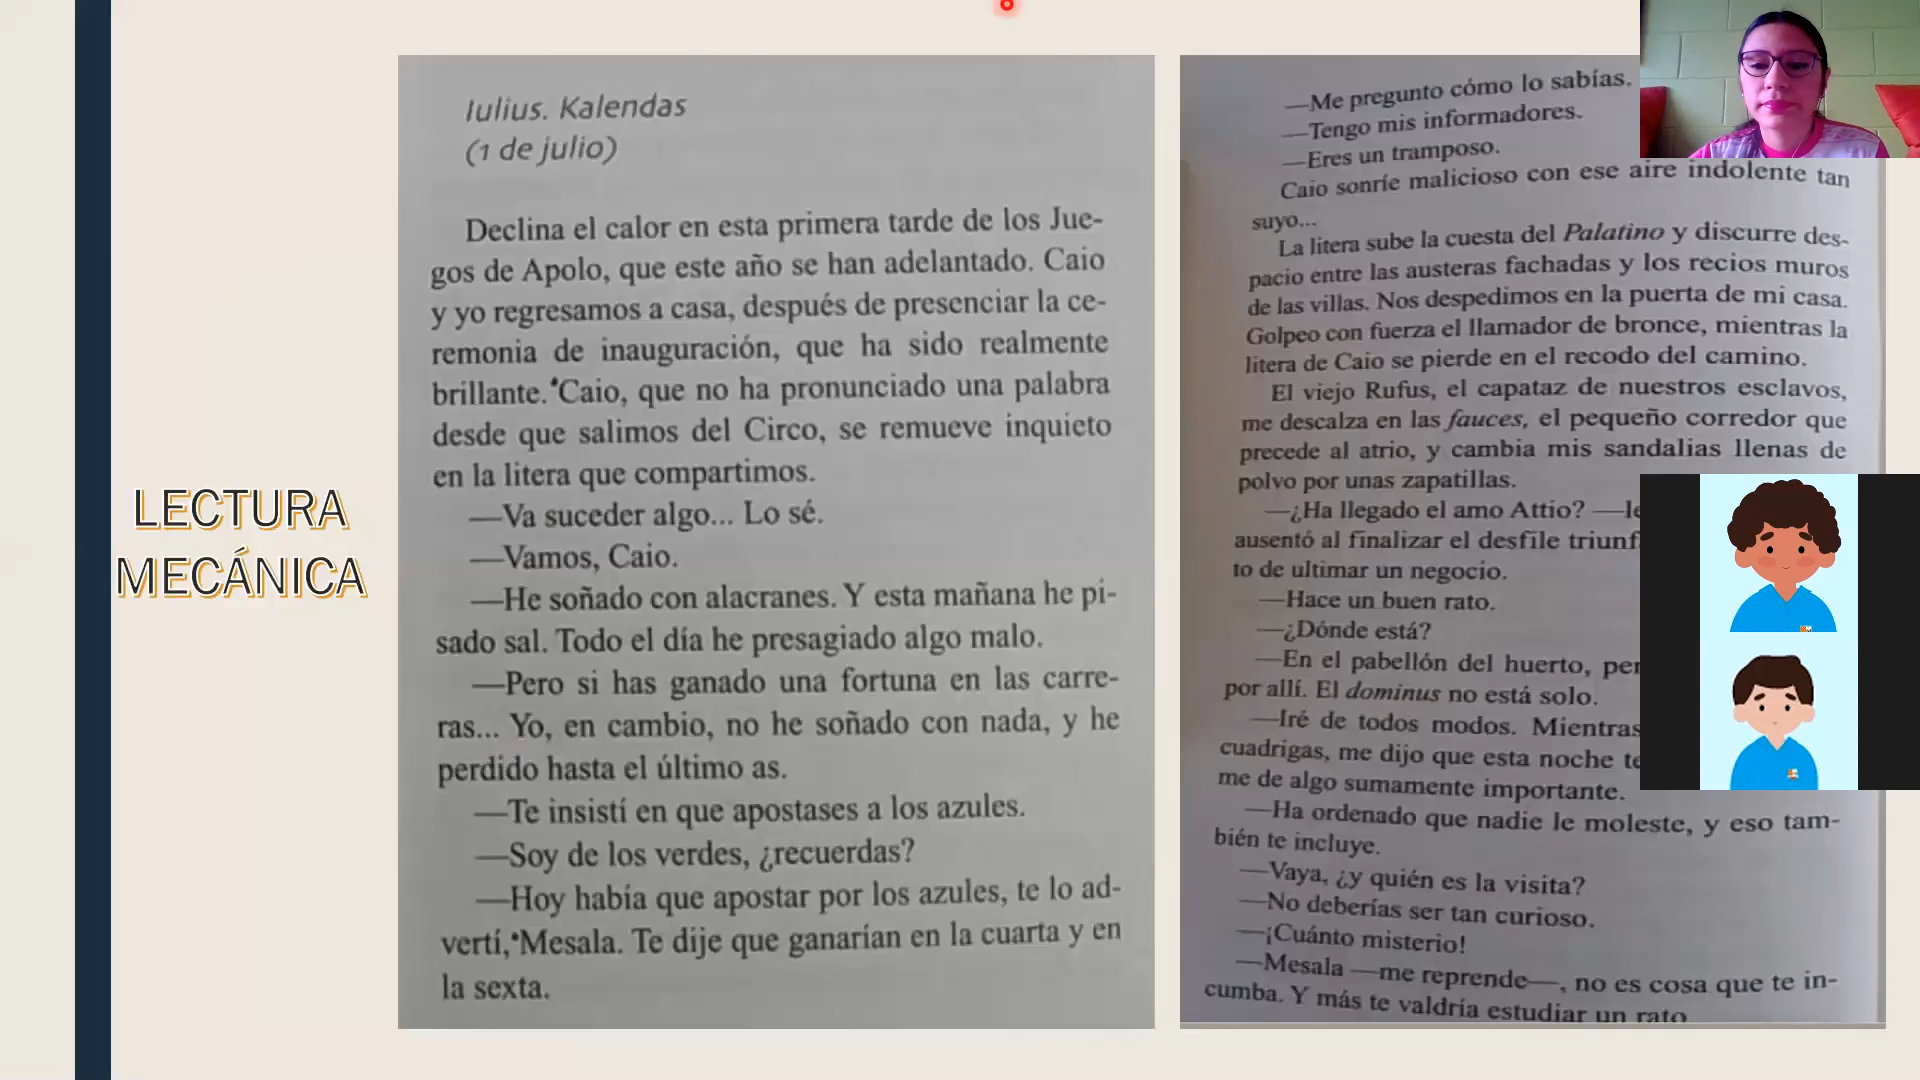 LECTURA
MECÁNICA
Iulius. Kalendas
(1 de julio)
Declina el calor en esta primera tarde de los Jue-
gos de Apolo, que este año se han adelantado. Caio
y yo regresamos a casa, después de presenciar la ce-
remonia de inauguración, que ha sido realmente
brillante. Caio, que no ha pronunciado una palabra
desde que salimos del Circo, se remueve inquieto
en la litera que compartimos.
—Va suceder algo... Lo sé.
—Vamos, Caio.
—He soñado con alacranes. Y esta mañana he pi-
sado sal. Todo el día he presagiado algo malo.
—Pero si has ganado una fortuna en las carre-
ras... Yo, en cambio, no he soñado con nada, y he
perdido hasta el último as.
—Te insistí en que apostases a los azules.
—Soy de los verdes, ¿recuerdas?
—Hoy había que apostar por los azules, te lo ad-
vertí, Mesala. Te dije que ganarían en la cuarta y en
la sexta.
—Me pregunto cómo lo sabías.
—Tengo mis informadores.
—Eres un tramposo.
Caio sonríe malicioso con ese aire indolente tan
suyo...
La litera sube la cuesta del Palatino y discurre des-
pacio entre las austeras fachadas y los recios muros
de las villas. Nos despedimos en la puerta de mi casa.
Golpeo con fuerza el llamador de bronce, mientras la
litera de Caio se pierde en el recodo del camino.
El viejo Rufus, el capataz de nuestros esclavos,
me descalza en las fauces, el pequeño corredor que
precede al atrio, y cambia mis sandalias llenas de
polvo por unas zapatillas.
—¿Ha llegado el amo Attio? —
ausentó al finalizar el desfile
to de ultimar un negocio.
—Hace un buen rato.
—¿Dónde está?
—En el pabellón del huerto,
por allí. El dominus no está solo.
—Iré de todos modos. Mientras
cuadrigas, me dijo que esta noche
me de algo sumamente importante.
—Ha ordenado que nadie le moleste, y eso tam-
bién te incluye.
—Vaya, ¿y quién es la visita?
—No deberías ser tan curioso.
—¡Cuánto misterio!
—Mesala —me reprende—, no es cosa que te in-
cumba. Y más te valdría estudiar un rato